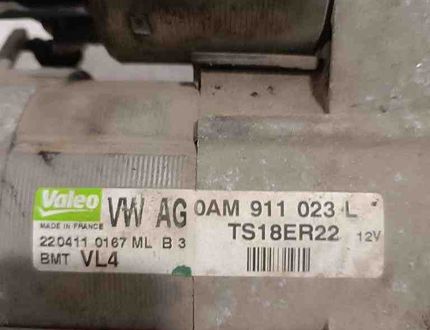 Valeo VW AG 0AM 911 023 L
MADE IN FRANCE TS18ER22 12V
220411 0167 ML B 3
BMT VL4